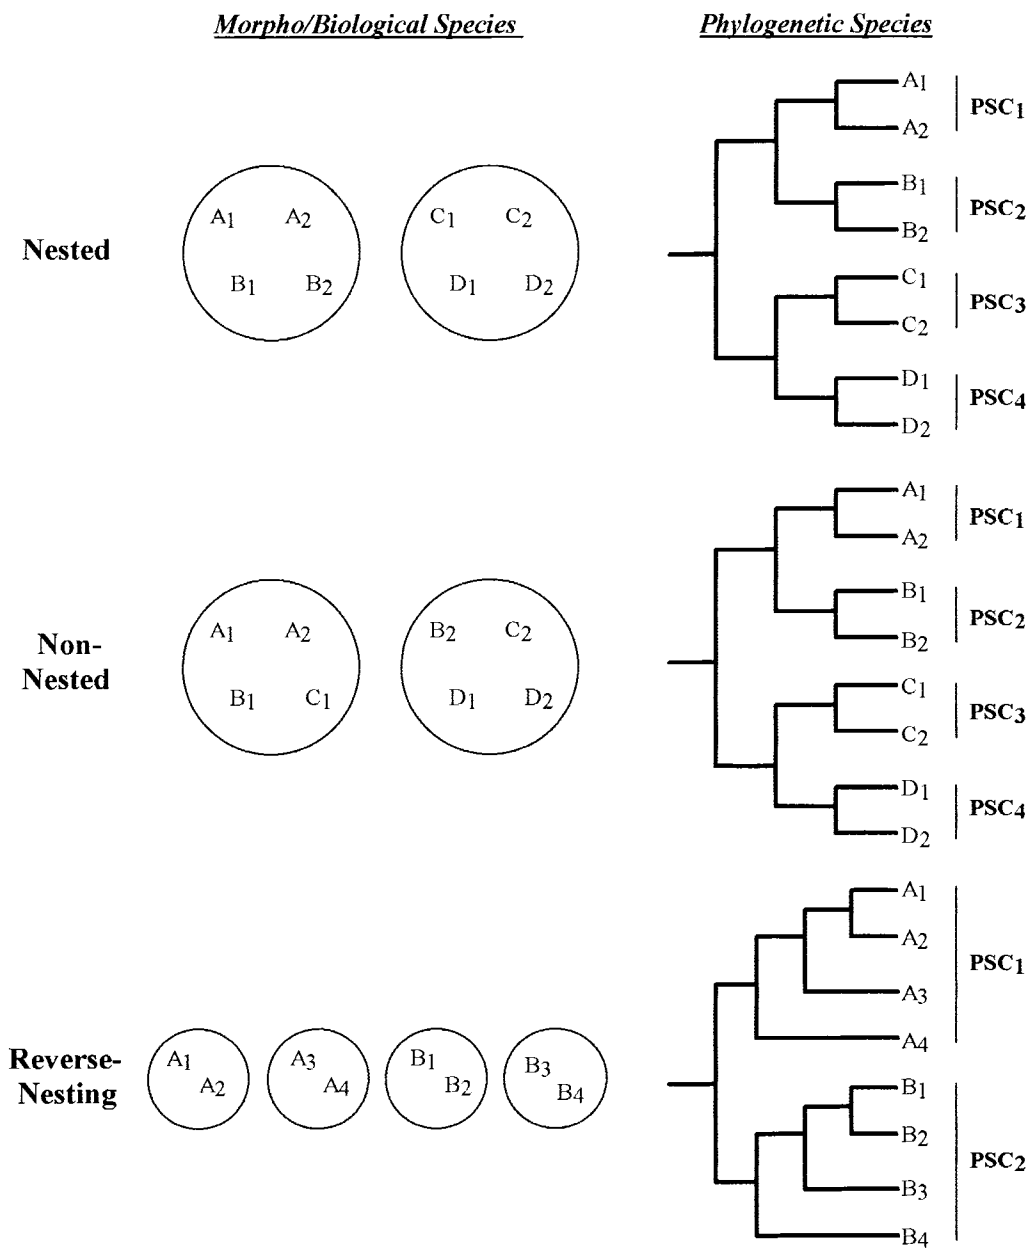 Morpho/Biological Species
Phylogenetic Species
Nested
A1 A2
B1 B2
C1 C2
D1 D2
A1
A2
PSC1
B1
B2
PSC2
C1
C2
PSC3
D1
D2
PSC4
Non-
Nested
A1 A2
B1 C1
B2 C2
D1 D2
A1
A2
PSC1
B1
B2
PSC2
C1
C2
PSC3
D1
D2
PSC4
Reverse-
Nesting
A1
A2
A3
A4
B1
B2
B3
B4
A1
A2
A3
A4
PSC1
B1
B2
B3
B4
PSC2